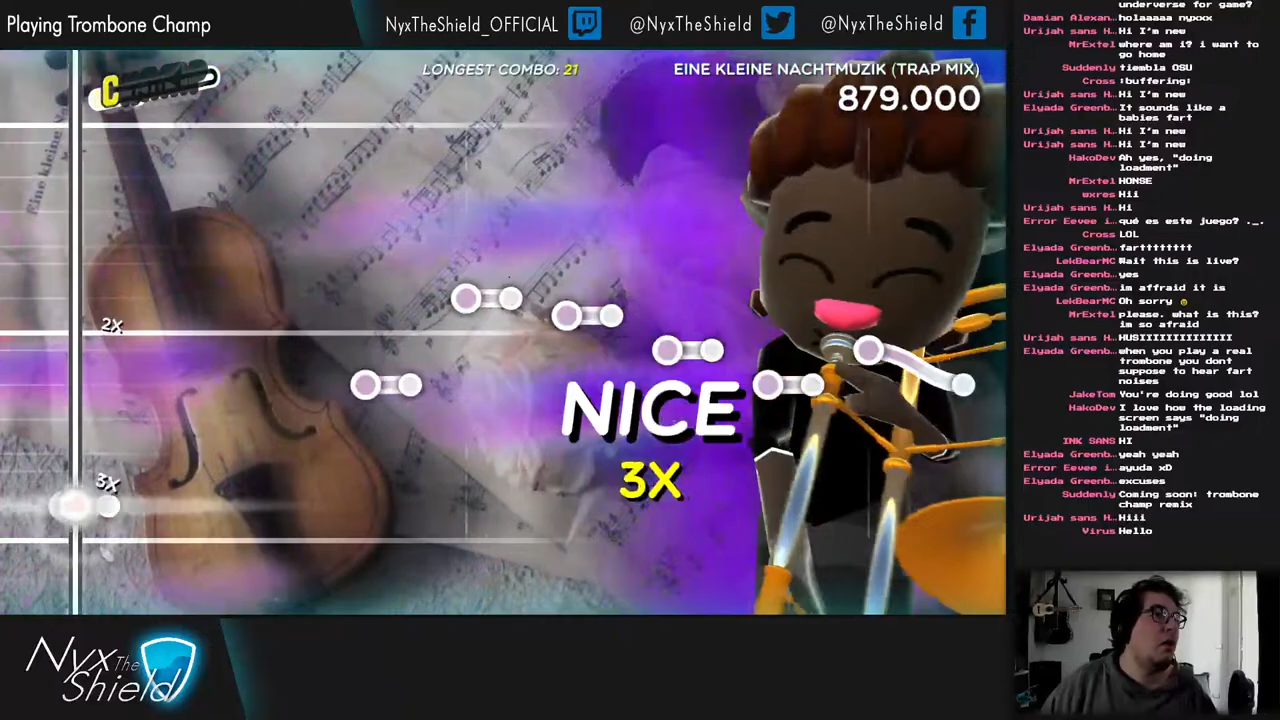 Playing Trombone Champ
NyxTheShield_OFFICIAL
@NyxTheShield
@NyxTheShield
LONGEST COMBO: 21
EINE KLEINE NACHTMUZIK (TRAP MIX)
879.000
C
2X
3X
NICE
3X
Nyx The
Shield
underverse for game?
Damian Alexan… holaaaaa nyxxx
Urijah sans H… Hi I'm new
MrExtel where am i? i want to
go home
Suddenly tiembla OSU
Cross :buffering:
Urijah sans H… Hi I'm new
Elyada Greenb… It sounds like a
babies fart
Urijah sans H… Hi I'm new
Urijah sans H… Hi I'm new
HakoDev Ah yes, "doing
loadment"
MrExtel HONSE
wxres Hii
Urijah sans H… Hi
Error Eevee i… qué es este juego? ._.
Cross LOL
Elyada Greenb… fartttttttt
LekBearMC Wait this is live?
Elyada Greenb… yes
Elyada Greenb… im affraid it is
LekBearMC Oh sorry
MrExtel please. what is this?
im so afraid
Urijah sans H… HUSIIIIIIIIIIIII
Elyada Greenb… when you play a real
trombone you dont
suppose to hear fart
noises
JakeTom You're doing good lol
HakoDev I love how the loading
screen says "doing
loadment"
INK SANS HI
Elyada Greenb… yeah yeah
Error Eevee i… ayuda xD
Elyada Greenb… excuses
Suddenly Coming soon: trombone
champ remix
Urijah sans H… Hiii
Virus Hello